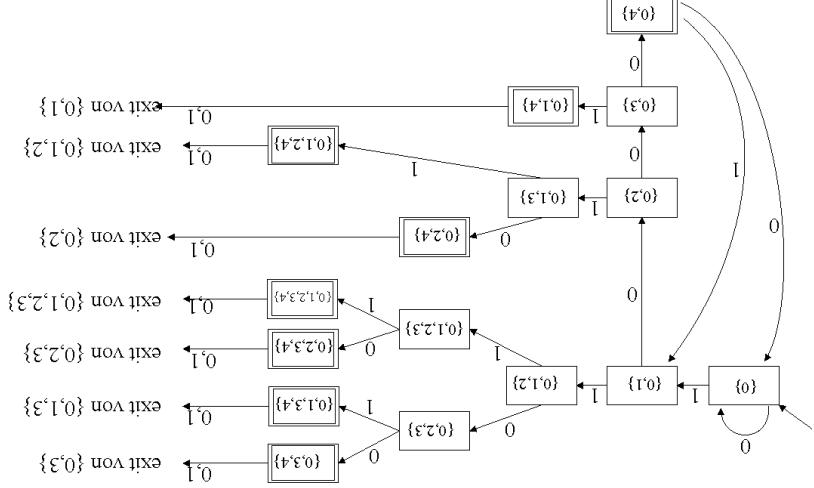 0 0 {0,3,4} 0,1 exit von {0,3}
0 {0,2,3}
1 {0,1,3,4} 0,1 exit von {0,1,3}
{0} 1 {0,1} 1 {0,1,2}
1 0 {0,2,3,4} 0,1 exit von {0,2,3}
{0,1,2,3}
0 1 {0,1,2,3,4} 0,1 exit von {0,1,2,3}
0 0 {0,2,4} 0,1 exit von {0,2}
{0,2} 1 {0,1,3}
1 0 1 {0,1,2,4} 0,1 exit von {0,1,2}
{0,3} 1 {0,1,4} 0,1 exit von {0,1}
0
{0,4}